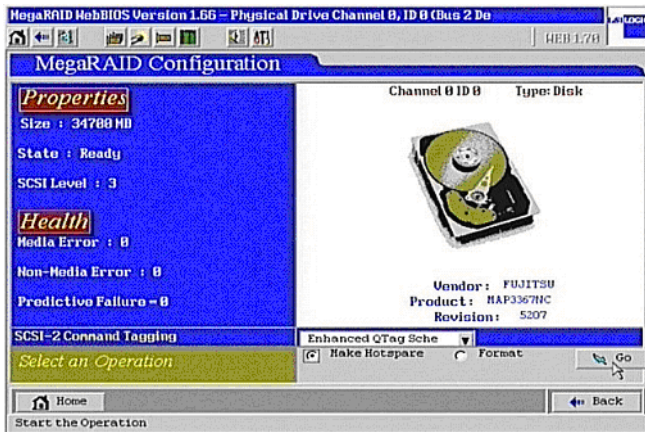 MegaRAID WebBIOS Version 1.66 - Physical Drive Channel 0, ID 0 (Bus 2 De
LSI LOGIC
WEB 1.70
MegaRAID Configuration
Properties
Size : 34700 MB
State : Ready
SCSI Level : 3
Health
Media Error : 0
Non-Media Error : 0
Predictive Failure = 0
Channel 0 ID 0 Type: Disk
Vendor: FUJITSU
Product: MAP3367NC
Revision: 5207
SCSI-2 Command Tagging
Enhanced QTag Sche
Select an Operation
Make Hotspare Format
Go
Home
Back
Start the Operation